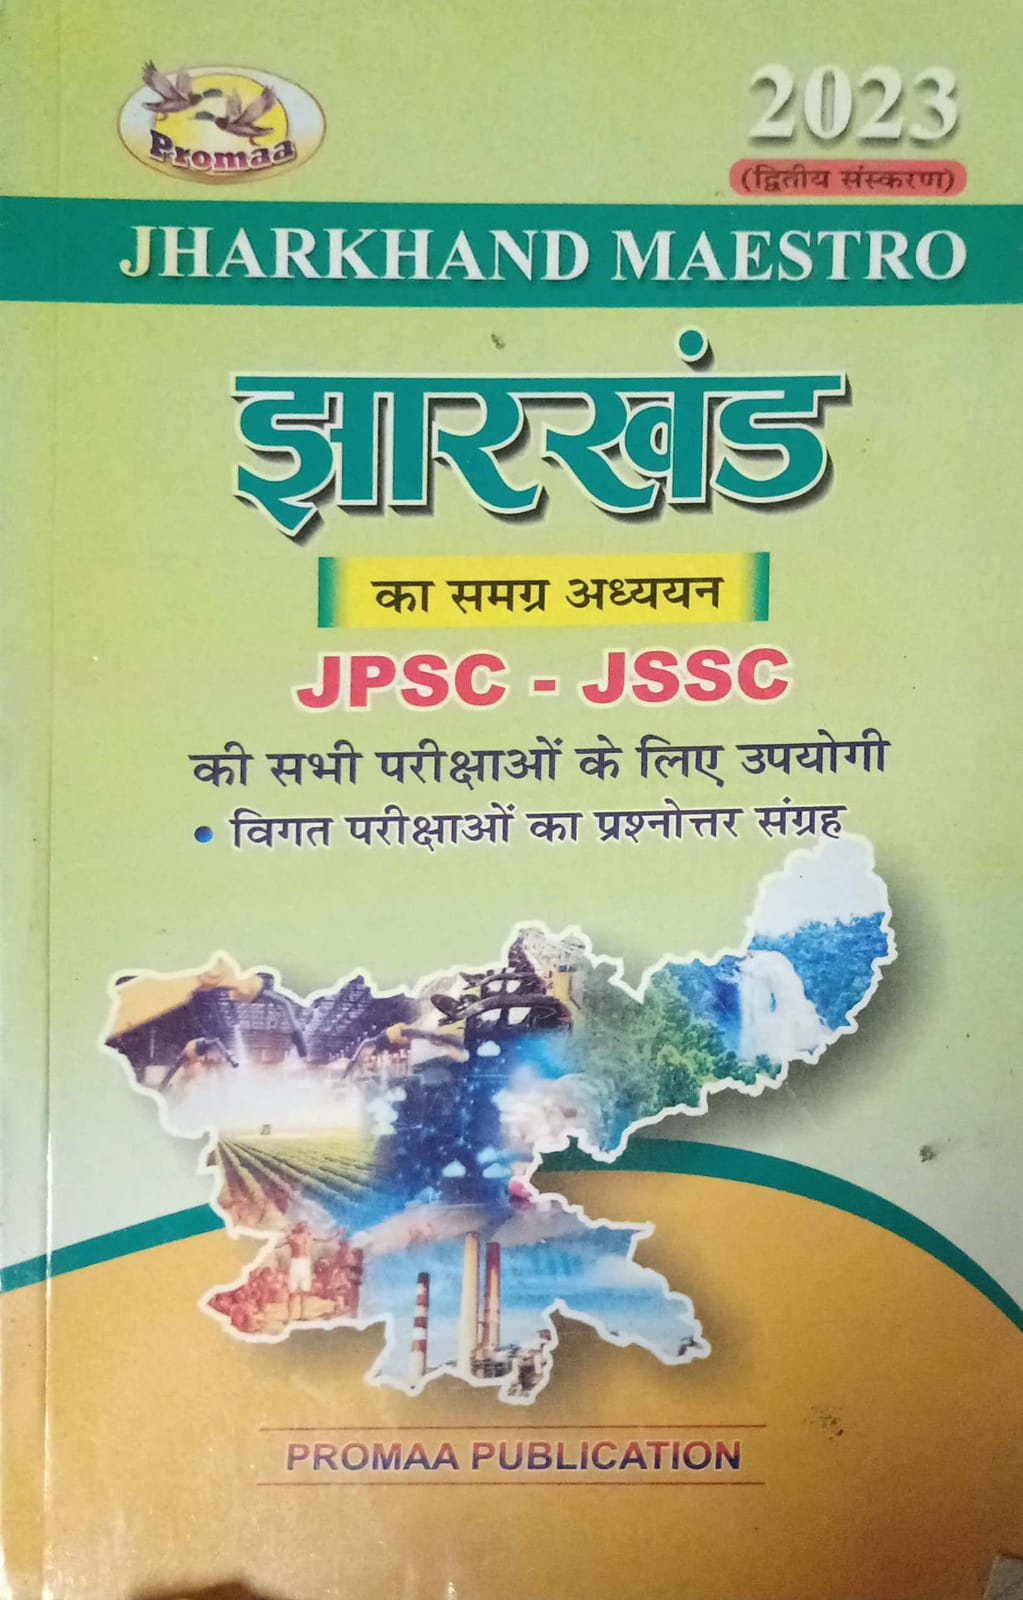 Promaa
2023
(द्वितीय संस्करण)
JHARKHAND MAESTRO
झारखंड
का समग्र अध्ययन
JPSC - JSSC
की सभी परीक्षाओं के लिए उपयोगी
• विगत परीक्षाओं का प्रश्नोत्तर संग्रह
PROMAA PUBLICATION